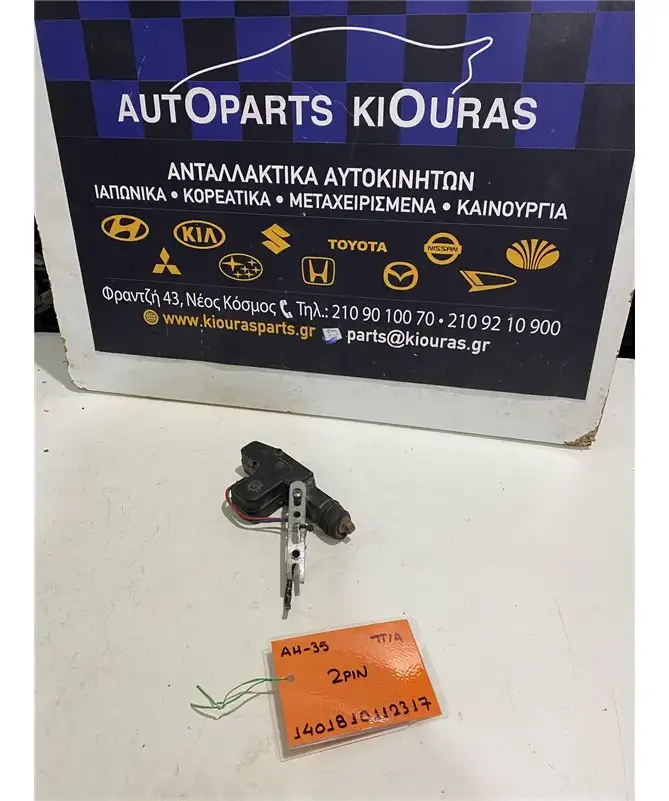 AUTOPARTS KIOURAS
ΑΝΤΑΛΛΑΚΤΙΚΑ ΑΥΤΟΚΙΝΗΤΩΝ
ΙΑΠΩΝΙΚΑ • ΚΟΡΕΑΤΙΚΑ • ΜΕΤΑΧΕΙΡΙΣΜΕΝΑ • ΚΑΙΝΟΥΡΓΙΑ
KIA TOYOTA NISSAN
Φραντζή 43, Νέος Κόσμος Τηλ.: 210 90 100 70 • 210 92 10 900
www.kiourasparts.gr parts@kiouras.gr
AH-35 Π/Α
2PIN
1401810112317